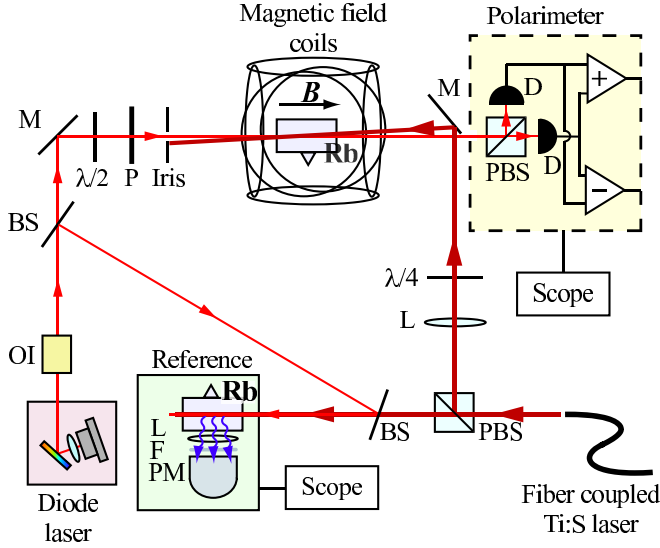 Magnetic field
coils
Polarimeter
B
M
M
D
+
Rb
λ/2
P
Iris
PBS
D
−
BS
λ/4
Scope
L
OI
Reference
Rb
L
F
PM
BS
PBS
Scope
Diode
laser
Fiber coupled
Ti:S laser